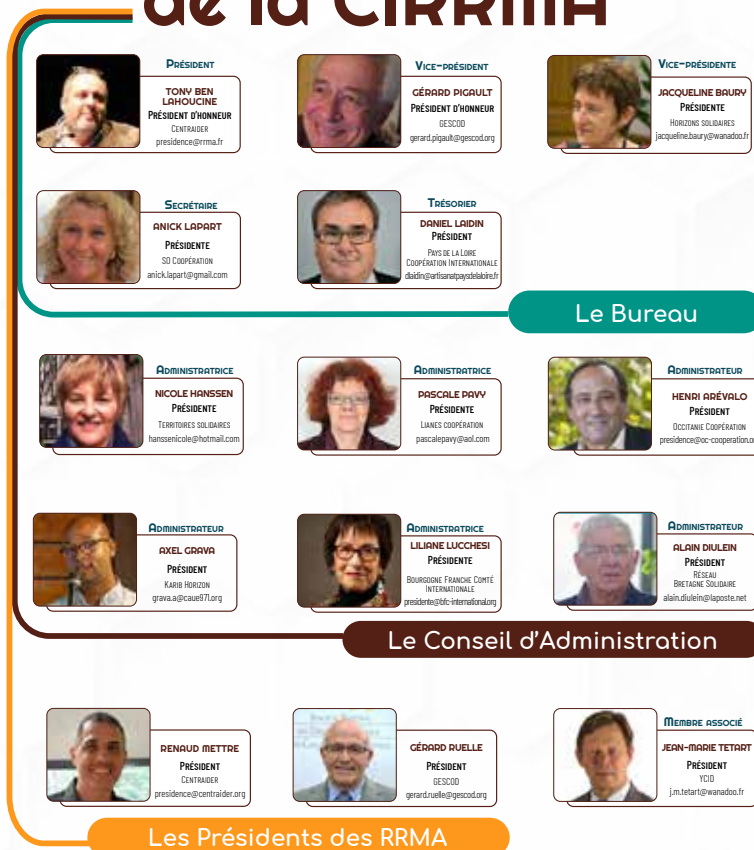 de la CIRRMA
Président
TONY BEN
LAHOUCINE
PRÉSIDENT D'HONNEUR
Centraider
presidence@rrma.fr
Vice-président
GÉRARD PIGAULT
PRÉSIDENT D'HONNEUR
GESCOD
gerard.pigault@gescod.org
Vice-présidente
JACQUELINE BAURY
Présidente
Horizons solidaires
jacqueline.baury@wanadoo.fr
Secrétaire
ANICK LAPART
Présidente
SO Coopération
anick.lapart@gmail.com
Trésorier
DANIEL LAIDIN
Président
Pays de la Loire
Coopération Internationale
dlaidin@artisanatpaysdelaloire.fr
Le Bureau
Administratrice
NICOLE HANSSEN
Présidente
Territoires solidaires
hanssenicole@hotmail.com
Administratrice
PASCALE PAVY
Présidente
Lianes coopération
pascalepavy@aol.com
Administrateur
HENRI ARÉVALO
Président
Occitanie Coopération
presidence@oc-cooperation.or
Administrateur
AXEL GRAVA
Président
Karib Horizon
grava.a@caue971.org
Administratrice
LILIANE LUCCHESI
Présidente
Bourgogne Franche Comté
Internationale
presidente@bfc-international.org
Administrateur
ALAIN DIULEIN
Président
Réseau
Bretagne Solidaire
alain.diulein@laposte.net
Le Conseil d'Administration
RENAUD METTRE
Président
Centraider
presidence@centraider.org
GÉRARD RUELLE
Président
GESCOD
gerard.ruelle@gescod.org
Membre associé
JEAN-MARIE TETART
Président
YCID
j.m.tetart@wanadoo.fr
Les Présidents des RRMA